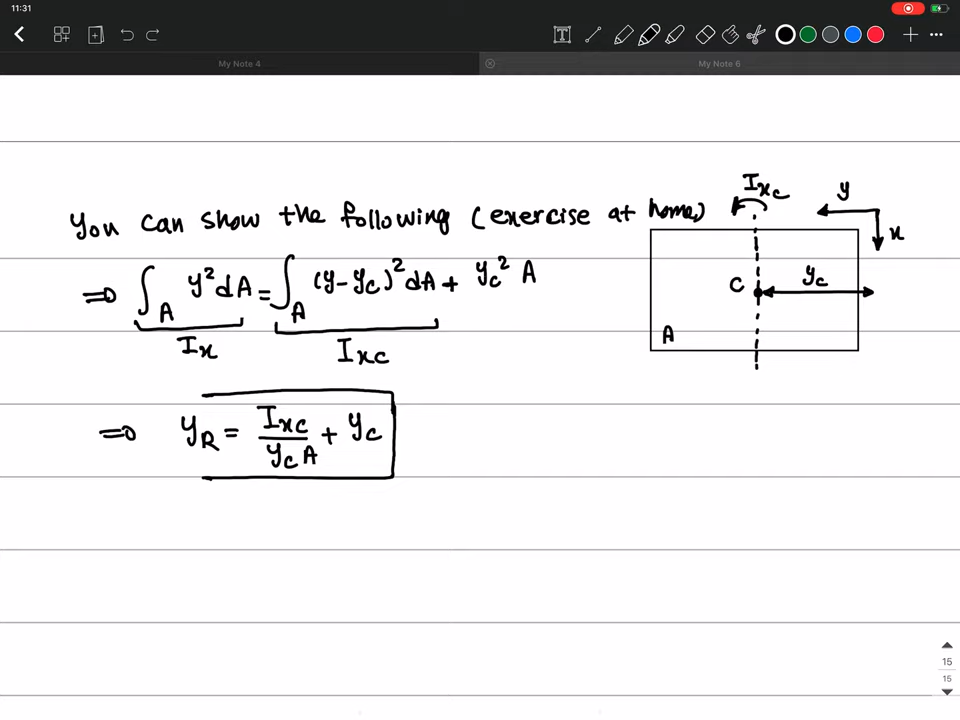 11:31
My Note 4
My Note 6
You can show the following (exercise at home)
⇒ ∫_A y² dA = ∫_A (y - y_c)² dA + y_c² A
I_x
I_xc
⇒ y_R = I_xc / (y_c A) + y_c
I_xc
y
x
C
y_c
A
15
15